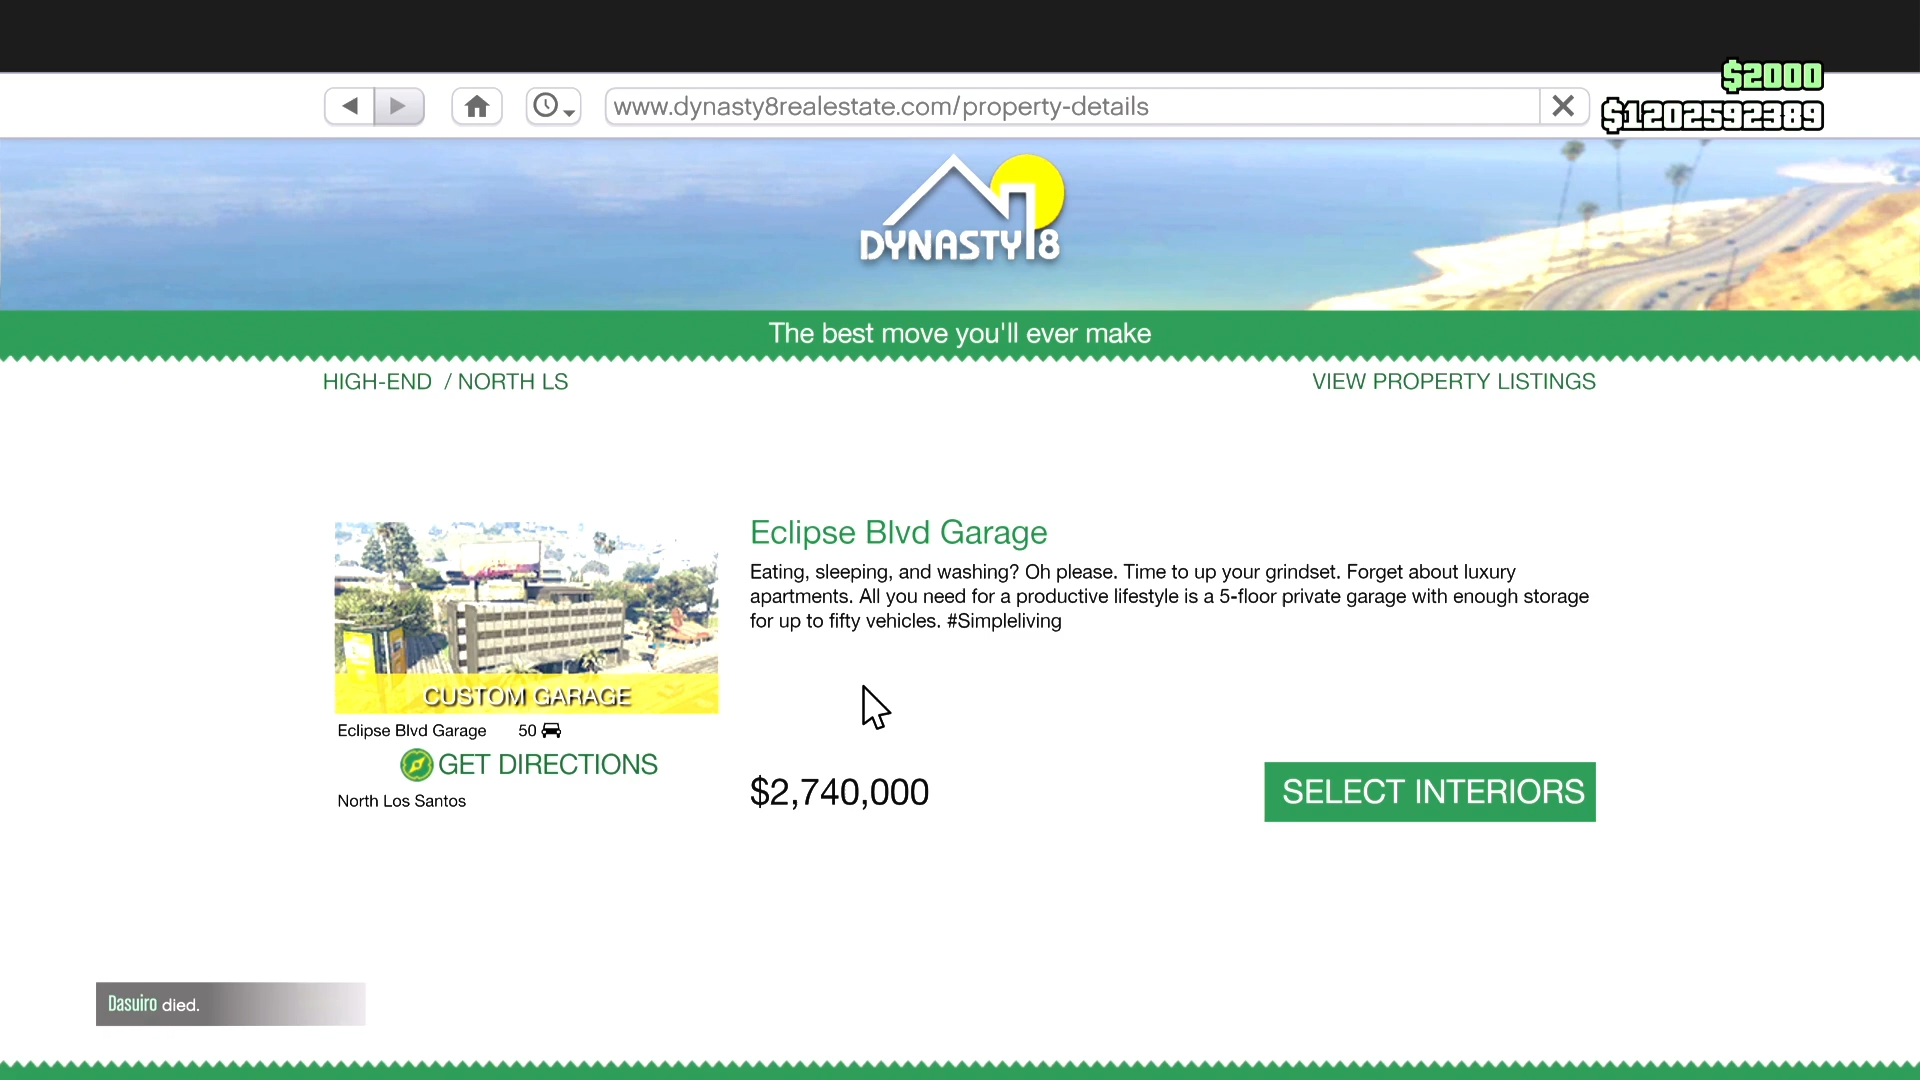 $2000
www.dynasty8realestate.com/property-details
$1202592389
DYNASTY 8
The best move you'll ever make
HIGH-END / NORTH LS
VIEW PROPERTY LISTINGS
Eclipse Blvd Garage
Eating, sleeping, and washing? Oh please. Time to up your grindset. Forget about luxury
apartments. All you need for a productive lifestyle is a 5-floor private garage with enough storage
for up to fifty vehicles. #Simpleliving
CUSTOM GARAGE
Eclipse Blvd Garage 50
GET DIRECTIONS
North Los Santos
$2,740,000
SELECT INTERIORS
Dasuiro died.